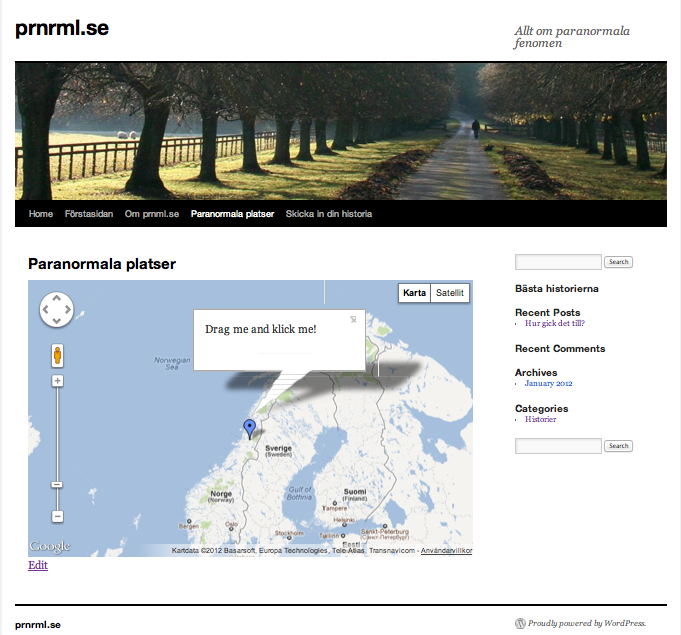 prnrml.se
Allt om paranormala
fenomen
Home Förstasidan Om prnrml.se Paranormala platser Skicka in din historia
Paranormala platser
Karta Satellit
Drag me and klick me!
Norwegian
Sea
Sverige
(Sweden)
Norge
(Norway)
Gulf of
Bothnia
Suomi
(Finland)
Tampere
Helsinki
Bergen
Oslo
Stockholm
Tallinn
Sankt-Peterburg
(Санкт-Петербург)
Eesti
Google
Kartdata ©2012 Basarsoft, Europa Technologies, Tele Atlas, Transnavicom - Användarvillkor
Edit
Search
Bästa historierna
Recent Posts
Hur gick det till?
Recent Comments
Archives
January 2012
Categories
Historier
Search
prnrml.se
Proudly powered by WordPress.